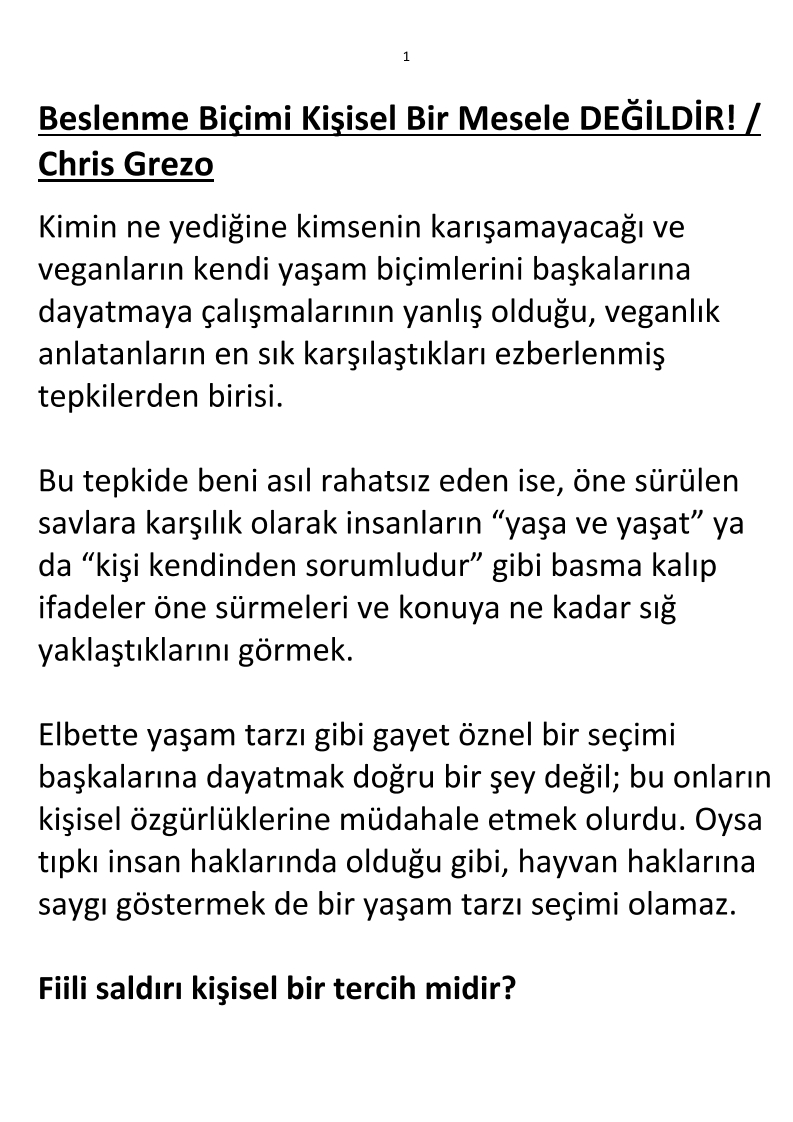 1
Beslenme Biçimi Kişisel Bir Mesele DEĞİLDİR! /
Chris Grezo
Kimin ne yediğine kimsenin karışamayacağı ve
veganların kendi yaşam biçimlerini başkalarına
dayatmaya çalışmalarının yanlış olduğu, veganlık
anlatanların en sık karşılaştıkları ezberlenmiş
tepkilerden birisi.
Bu tepkide beni asıl rahatsız eden ise, öne sürülen
savlara karşılık olarak insanların “yaşa ve yaşat” ya
da “kişi kendinden sorumludur” gibi basma kalıp
ifadeler öne sürmeleri ve konuya ne kadar sığ
yaklaştıklarını görmek.
Elbette yaşam tarzı gibi gayet öznel bir seçimi
başkalarına dayatmak doğru bir şey değil; bu onların
kişisel özgürlüklerine müdahale etmek olurdu. Oysa
tıpkı insan haklarında olduğu gibi, hayvan haklarına
saygı göstermek de bir yaşam tarzı seçimi olamaz.
Fiili saldırı kişisel bir tercih midir?